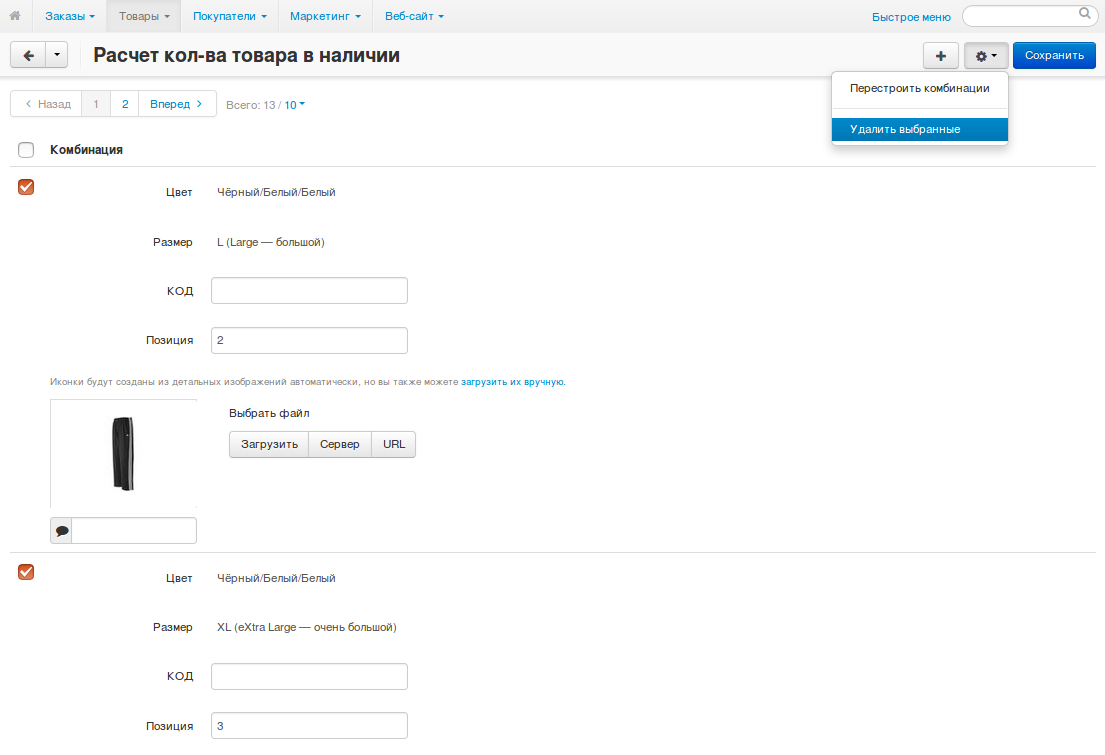 Заказы Товары Покупатели Маркетинг Веб-сайт Быстрое меню
Расчет кол-ва товара в наличии Сохранить
Перестроить комбинации
Удалить выбранные
Назад 1 2 Вперед Всего: 13 / 10
Комбинация
Цвет Чёрный/Белый/Белый
Размер L (Large — большой)
КОД
Позиция 2
Иконки будут созданы из детальных изображений автоматически, но вы также можете загрузить их вручную.
Выбрать файл
Загрузить Сервер URL
Цвет Чёрный/Белый/Белый
Размер XL (eXtra Large — очень большой)
КОД
Позиция 3